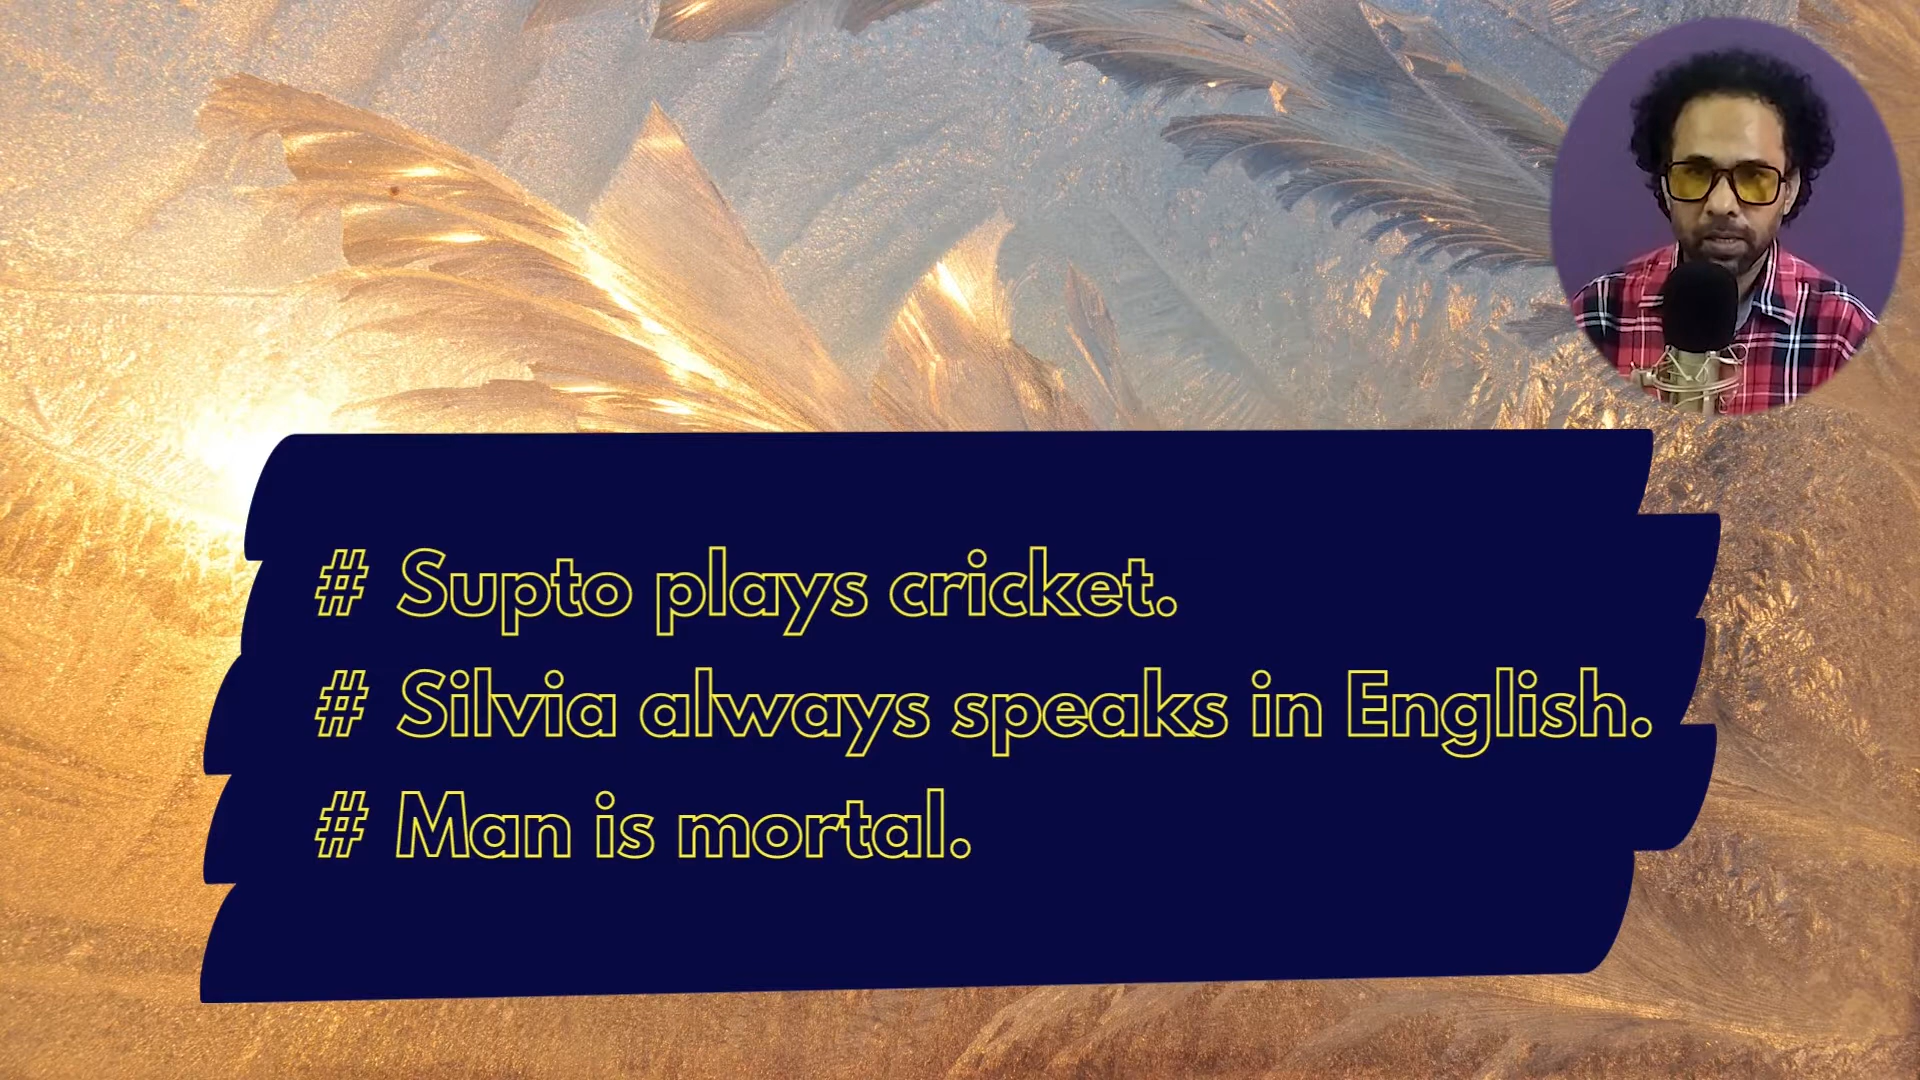 # Supto plays cricket.
# Silvia always speaks in English.
# Man is mortal.